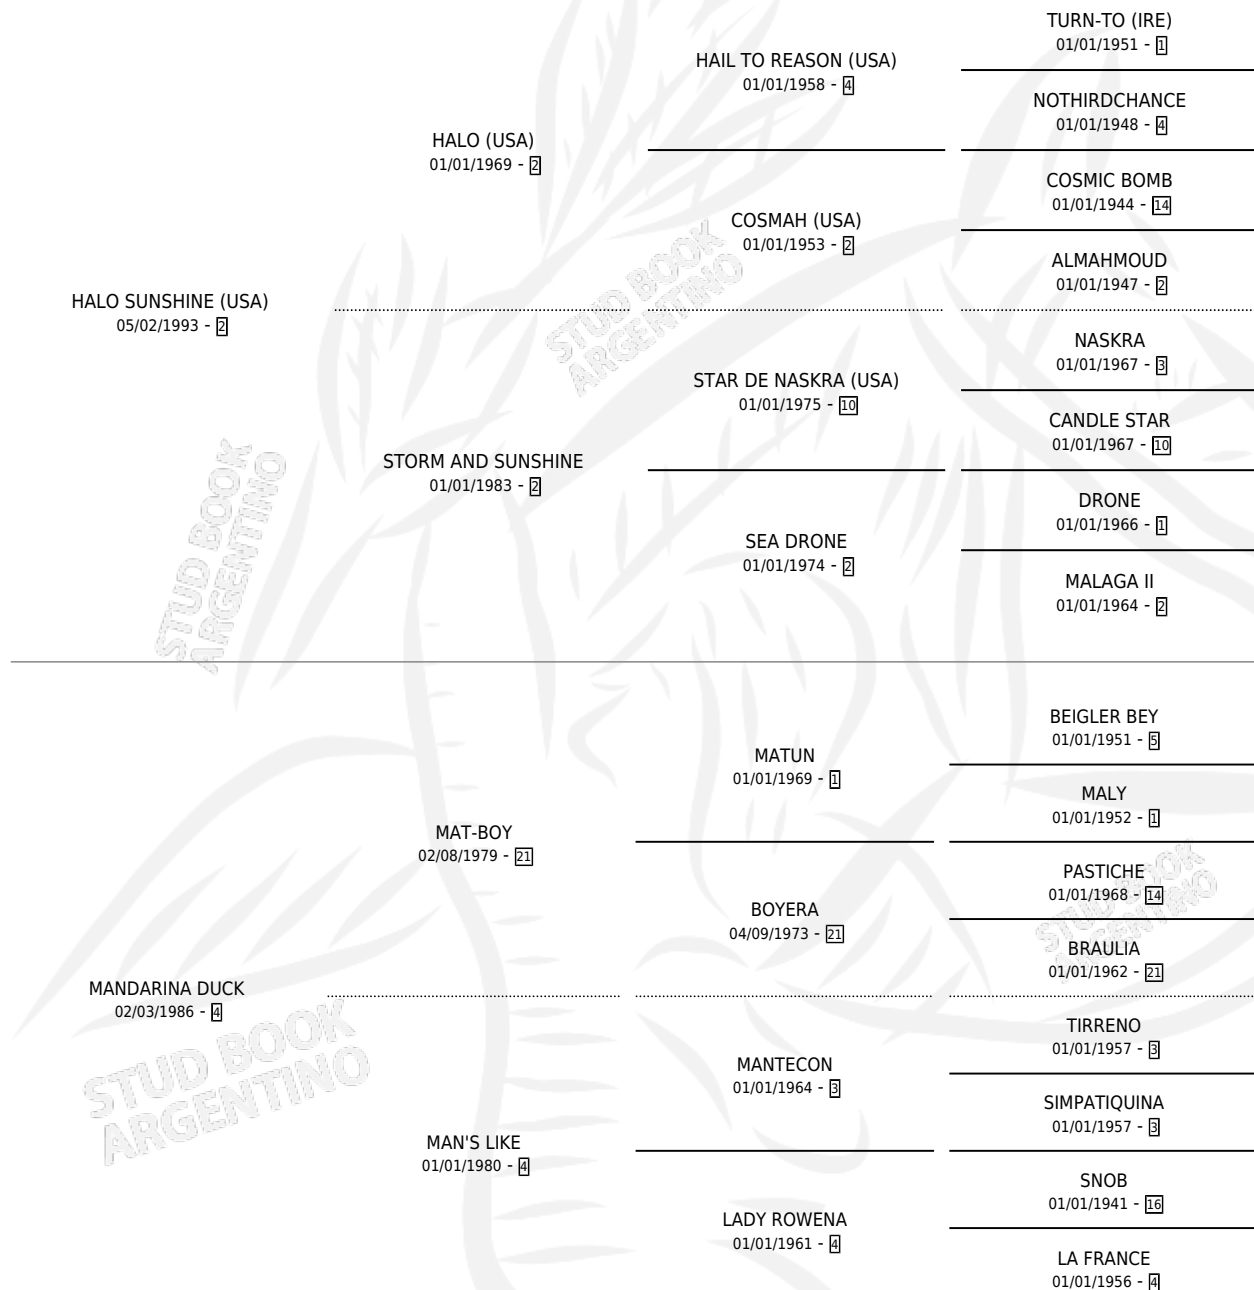 TURN-TO (IRE)
01/01/1951 - 1
HAIL TO REASON (USA)
01/01/1958 - 4
NOTHIRDCHANCE
01/01/1948 - 4
HALO (USA)
01/01/1969 - 2
COSMIC BOMB
01/01/1944 - 14
COSMAH (USA)
01/01/1953 - 2
ALMAHMOUD
01/01/1947 - 2
HALO SUNSHINE (USA)
05/02/1993 - 2
NASKRA
01/01/1967 - 3
STAR DE NASKRA (USA)
01/01/1975 - 10
CANDLE STAR
01/01/1967 - 10
STORM AND SUNSHINE
01/01/1983 - 2
DRONE
01/01/1966 - 1
SEA DRONE
01/01/1974 - 2
MALAGA II
01/01/1964 - 2
BEIGLER BEY
01/01/1951 - 5
MATUN
01/01/1969 - 1
MALY
01/01/1952 - 1
MAT-BOY
02/08/1979 - 21
PASTICHE
01/01/1968 - 14
BOYERA
04/09/1973 - 21
BRAULIA
01/01/1962 - 21
MANDARINA DUCK
02/03/1986 - 4
TIRRENO
01/01/1957 - 3
MANTECON
01/01/1964 - 3
SIMPATIQUINA
01/01/1957 - 3
MAN'S LIKE
01/01/1980 - 4
SNOB
01/01/1941 - 16
LADY ROWENA
01/01/1961 - 4
LA FRANCE
01/01/1956 - 4
STUD BOOK
ARGENTINO
STUD BOOK
ARGENTINO
STUD BOOK
ARGENTINO
STUD BOOK
ARGENTINO